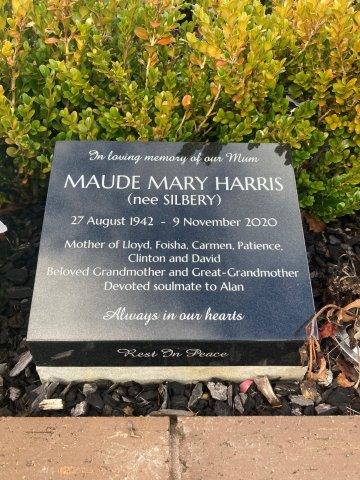 In loving memory of our Mum
MAUDE MARY HARRIS
(nee SILBERY)
27 August 1942 - 9 November 2020
Mother of Lloyd, Foisha, Carmen, Patience,
Clinton and David
Beloved Grandmother and Great-Grandmother
Devoted soulmate to Alan
Always in our hearts
Rest In Peace